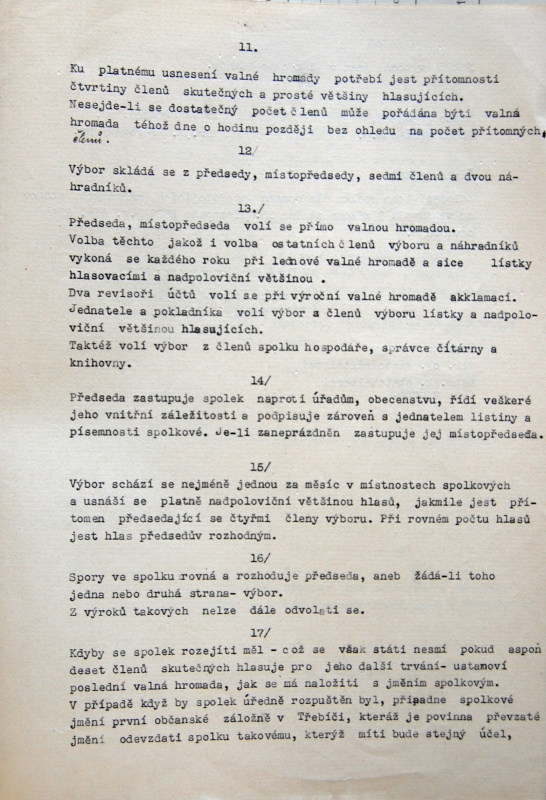 11.
Ku platnému usnesení valné hromady potřebí jest přítomnosti
čtvrtiny členů skutečných a prosté většiny hlasujících.
Nesejde-li se dostatečný počet členů může pořádána býti valná
hromada téhož dne o hodinu později bez ohledu na počet přítomných,
členů.
12/
Výbor skládá se z předsedy, místopředsedy, sedmi členů a dvou ná-
hradníků.
13./
Předseda, místopředseda volí se přímo valnou hromadou.
Volba těchto jakož i volba ostatních členů výboru a náhradníků
vykoná se každého roku při lednové valné hromadě a sice lístky
hlasovacími a nadpoloviční většinou .
Dva revisoři účtů volí se při výroční valné hromadě akklamací.
Jednatele a pokladníka volí výbor z členů výboru lístky a nadpolo-
viční většinou hlasujících.
Taktéž volí výbor z členů spolku hospodáře, správce čítárny a
knihovny.
14/
Předseda zastupuje spolek naproti úřadům, obecenstvu, řídí veškeré
jeho vnitřní záležitosti a podpisuje zároveň s jednatelem listiny a
písemnosti spolkové. Je-li zaneprázdněn zastupuje jej místopředseda.
15/
Výbor schází se nejméně jednou za měsíc v místnostech spolkových
a usnáší se platně nadpoloviční většinou hlasů, jakmile jest pří-
tomen předsedající se čtyřmi členy výboru. Při rovném počtu hlasů
jest hlas předsedův rozhodným.
16/
Spory ve spolku rovná a rozhoduje předseda, aneb žádá-li toho
jedna nebo druhá strana- výbor.
Z výroků takových nelze dále odvolati se.
17/
Kdyby se spolek rozejíti měl - což se však státi nesmí pokud aspoň
deset členů skutečných hlasuje pro jeho další trvání- ustanoví
poslední valná hromada, jak se má naložiti s jměním spolkovým.
V případě když by spolek úředně rozpuštěn byl, připadne spolkové
jmění první občanské záložně v Třebíči, kteráž je povinna převzaté
jmění odevzdati spolku takovému, kterýž míti bude stejný účel,